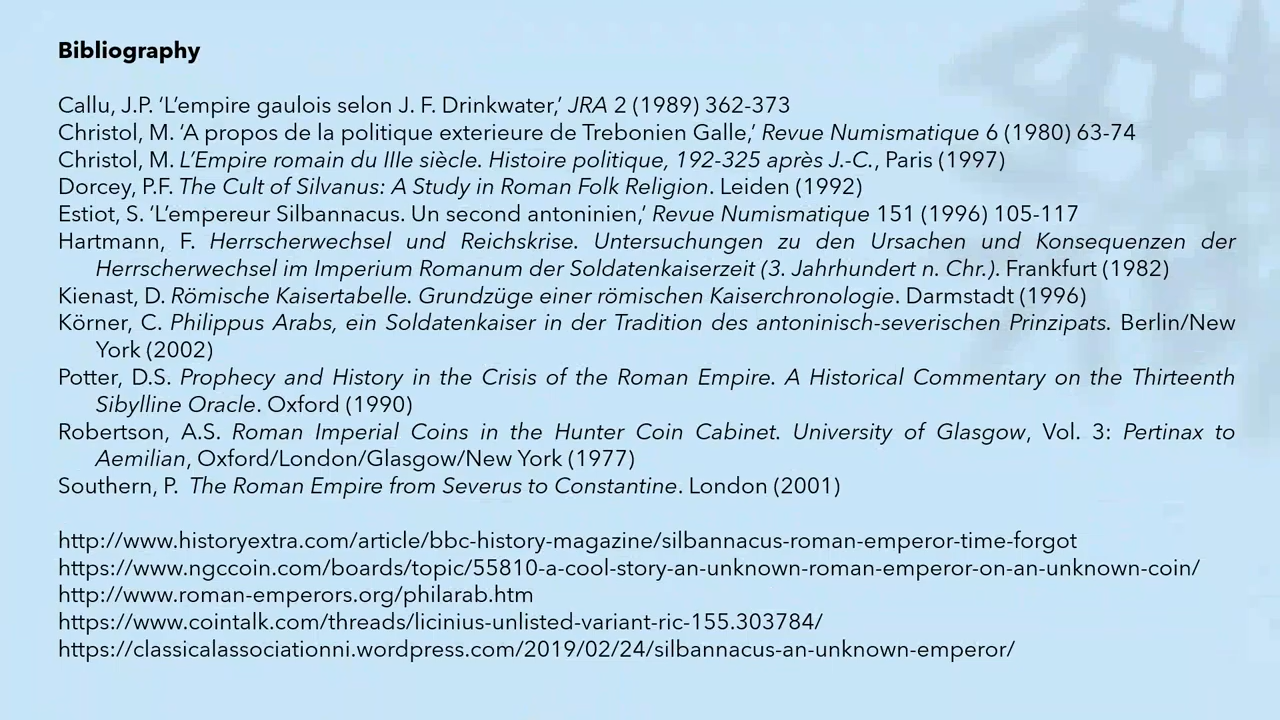 Bibliography
Callu, J.P. ‘L’empire gaulois selon J. F. Drinkwater,’ JRA 2 (1989) 362-373
Christol, M. ‘A propos de la politique exterieure de Trebonien Galle,’ Revue Numismatique 6 (1980) 63-74
Christol, M. L’Empire romain du IIIe siècle. Histoire politique, 192-325 après J.-C., Paris (1997)
Dorcey, P.F. The Cult of Silvanus: A Study in Roman Folk Religion. Leiden (1992)
Estiot, S. ‘L’empereur Silbannacus. Un second antoninien,’ Revue Numismatique 151 (1996) 105-117
Hartmann, F. Herrscherwechsel und Reichskrise. Untersuchungen zu den Ursachen und Konsequenzen der
Herrscherwechsel im Imperium Romanum der Soldatenkaiserzeit (3. Jahrhundert n. Chr.). Frankfurt (1982)
Kienast, D. Römische Kaisertabelle. Grundzüge einer römischen Kaiserchronologie. Darmstadt (1996)
Körner, C. Philippus Arabs, ein Soldatenkaiser in der Tradition des antoninisch-severischen Prinzipats. Berlin/New
York (2002)
Potter, D.S. Prophecy and History in the Crisis of the Roman Empire. A Historical Commentary on the Thirteenth
Sibylline Oracle. Oxford (1990)
Robertson, A.S. Roman Imperial Coins in the Hunter Coin Cabinet. University of Glasgow, Vol. 3: Pertinax to
Aemilian, Oxford/London/Glasgow/New York (1977)
Southern, P. The Roman Empire from Severus to Constantine. London (2001)
http://www.historyextra.com/article/bbc-history-magazine/silbannacus-roman-emperor-time-forgot
https://www.ngccoin.com/boards/topic/55810-a-cool-story-an-unknown-roman-emperor-on-an-unknown-coin/
http://www.roman-emperors.org/philarab.htm
https://www.cointalk.com/threads/licinius-unlisted-variant-ric-155.303784/
https://classicalassociationni.wordpress.com/2019/02/24/silbannacus-an-unknown-emperor/